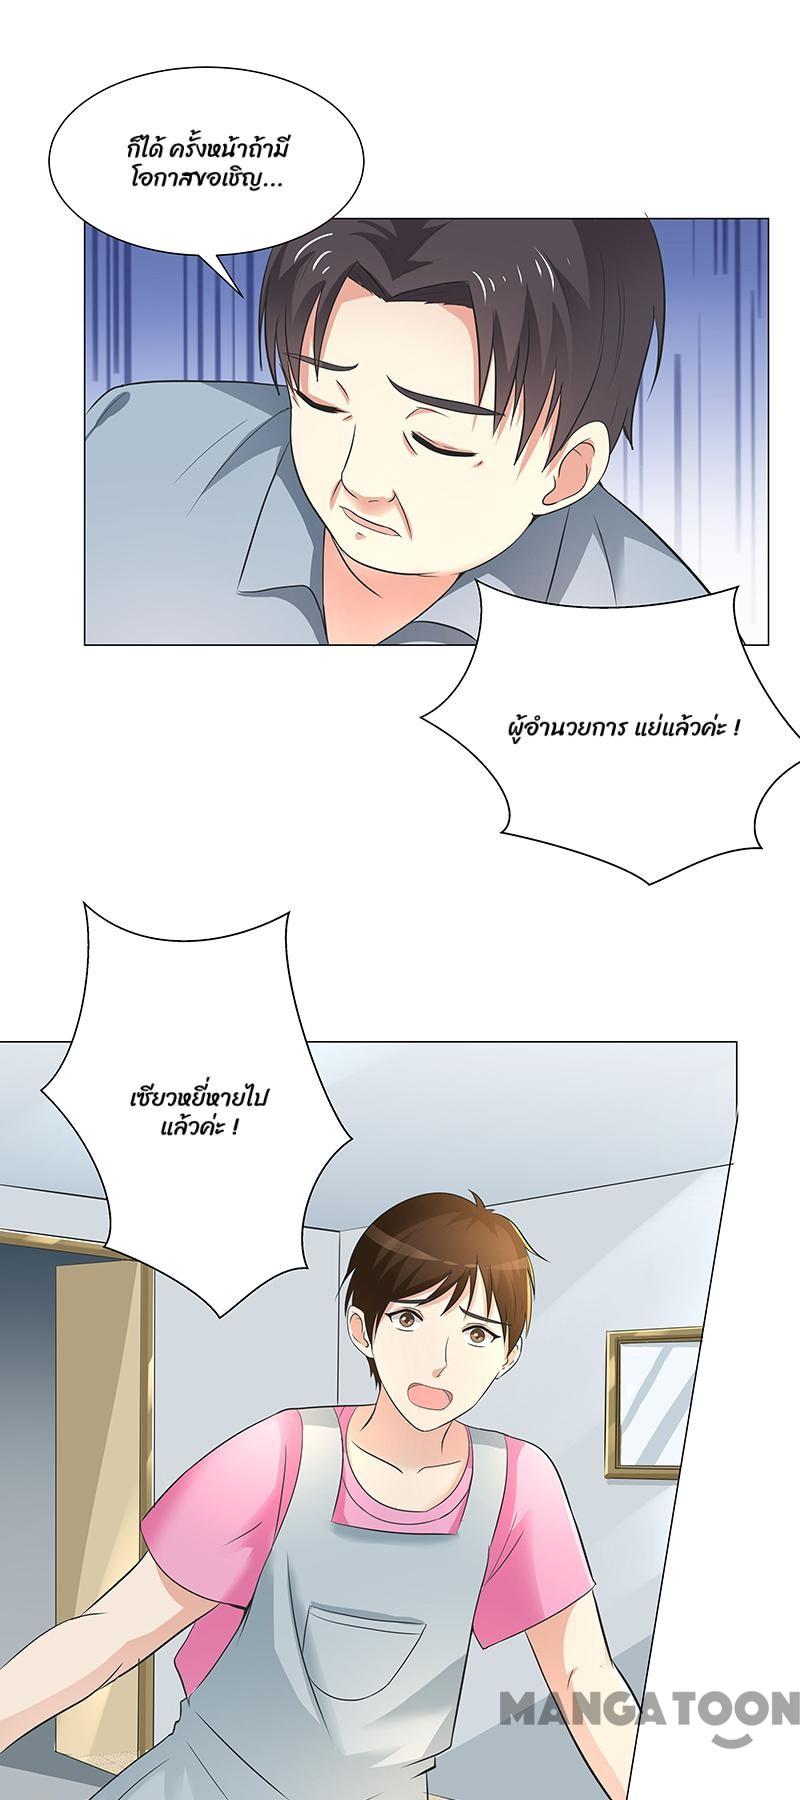 ก็ได้ ครั้งหน้าถ้ามี
โอกาสขอเชิญ...
ผู้อำนวยการ แย่แล้วค่ะ !
เซียวหยี่หายไป
แล้วค่ะ !
MANGATOON